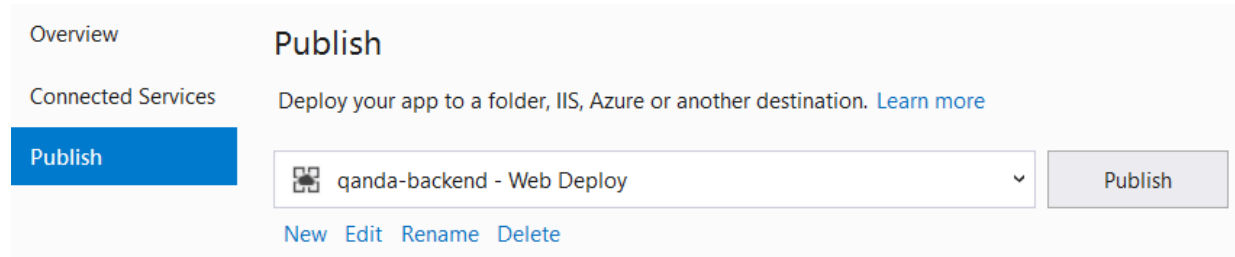 Overview
Connected Services
Publish
Publish
Deploy your app to a folder, IIS, Azure or another destination. Learn more
qanda-backend - Web Deploy
Publish
New Edit Rename Delete